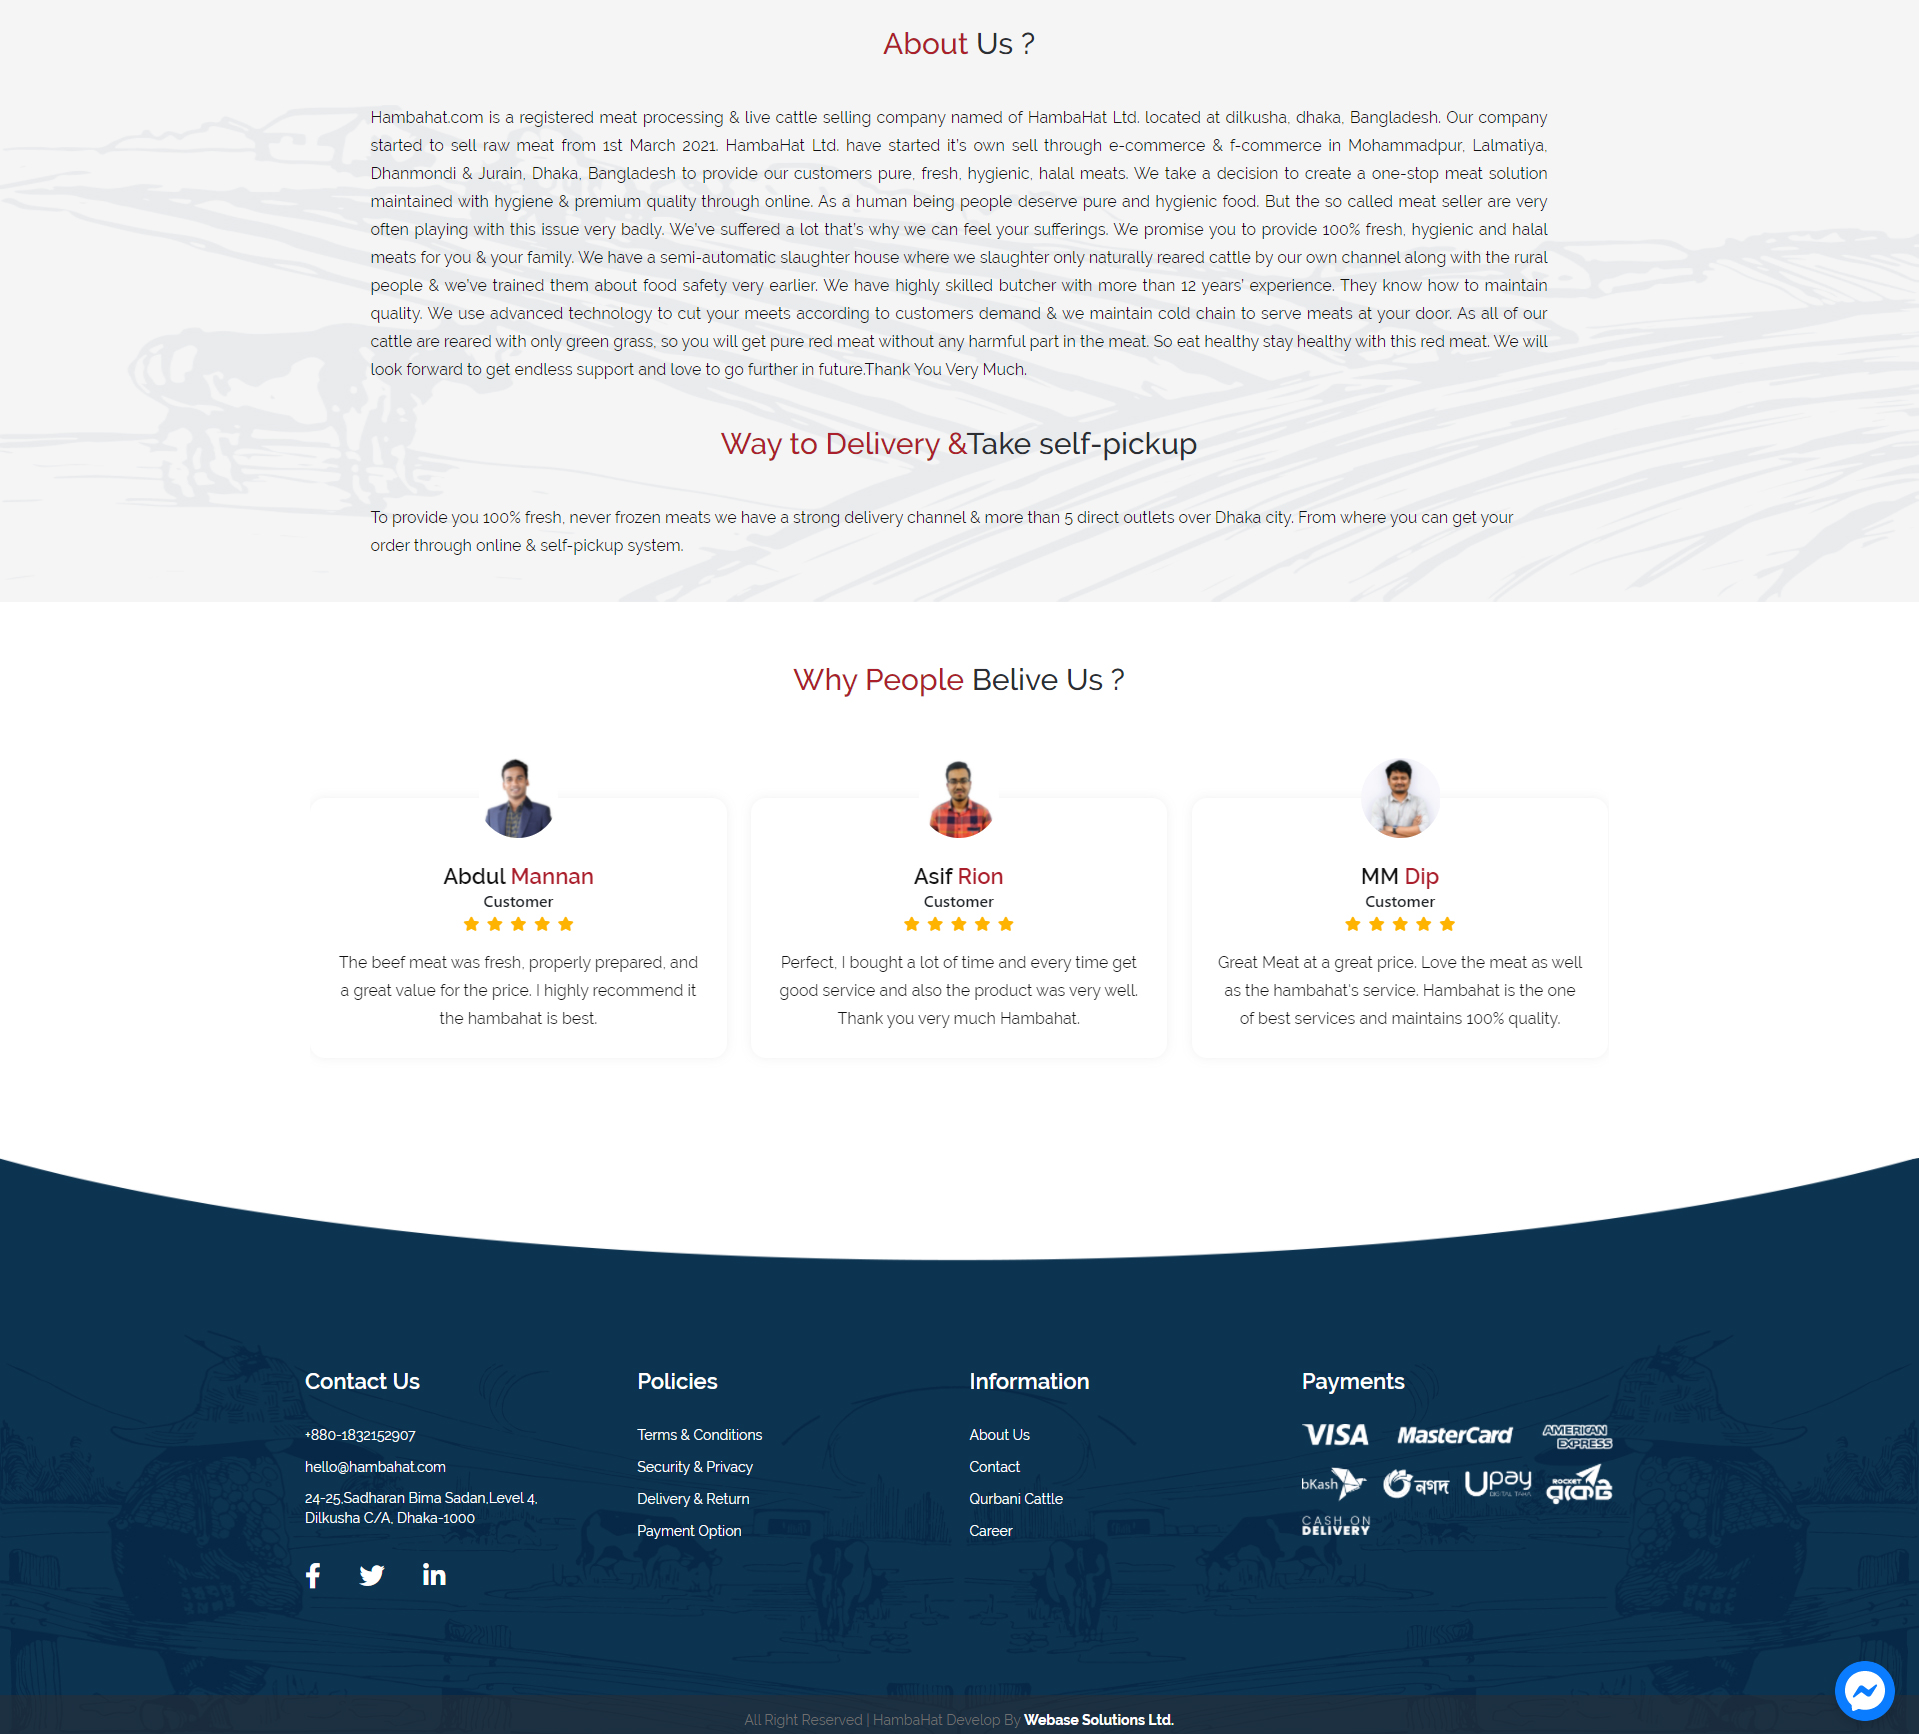 About Us ?
Hambahat.com is a registered meat processing & live cattle selling company named of HambaHat Ltd. located at dilkusha, dhaka, Bangladesh. Our company
started to sell raw meat from 1st March 2021. HambaHat Ltd. have started it's own sell through e-commerce & f-commerce in Mohammadpur, Lalmatiya,
Dhanmondi & Jurain, Dhaka, Bangladesh to provide our customers pure, fresh, hygienic, halal meats. We take a decision to create a one-stop meat solution
maintained with hygiene & premium quality through online. As a human being people deserve pure and hygienic food. But the so called meat seller are very
often playing with this issue very badly. We've suffered a lot that's why we can feel your sufferings. We promise you to provide 100% fresh, hygienic and halal
meats for you & your family. We have a semi-automatic slaughter house where we slaughter only naturally reared cattle by our own channel along with the rural
people & we've trained them about food safety very earlier. We have highly skilled butcher with more than 12 years' experience. They know how to maintain
quality. We use advanced technology to cut your meets according to customers demand & we maintain cold chain to serve meats at your door. As all of our
cattle are reared with only green grass, so you will get pure red meat without any harmful part in the meat. So eat healthy stay healthy with this red meat. We will
look forward to get endless support and love to go further in future.Thank You Very Much.
Way to Delivery &Take self-pickup
To provide you 100% fresh, never frozen meats we have a strong delivery channel & more than 5 direct outlets over Dhaka city. From where you can get your
order through online & self-pickup system.
Why People Belive Us ?
Abdul Mannan
Customer
The beef meat was fresh, properly prepared, and
a great value for the price. I highly recommend it
the hambahat is best.
Asif Rion
Customer
Perfect, I bought a lot of time and every time get
good service and also the product was very well.
Thank you very much Hambahat.
MM Dip
Customer
Great Meat at a great price. Love the meat as well
as the hambahat's service. Hambahat is the one
of best services and maintains 100% quality.
Contact Us
+880-1832152907
hello@hambahat.com
24-25,Sadharan Bima Sadan,Level 4,
Dilkusha C/A, Dhaka-1000
Policies
Terms & Conditions
Security & Privacy
Delivery & Return
Payment Option
Information
About Us
Contact
Qurbani Cattle
Career
Payments
VISA MasterCard AMERICAN EXPRESS
bKash নগদ Upay DIGITAL TAKA ROCKET রকেট
CASH ON
DELIVERY
All Right Reserved | HambaHat Develop By Webase Solutions Ltd.